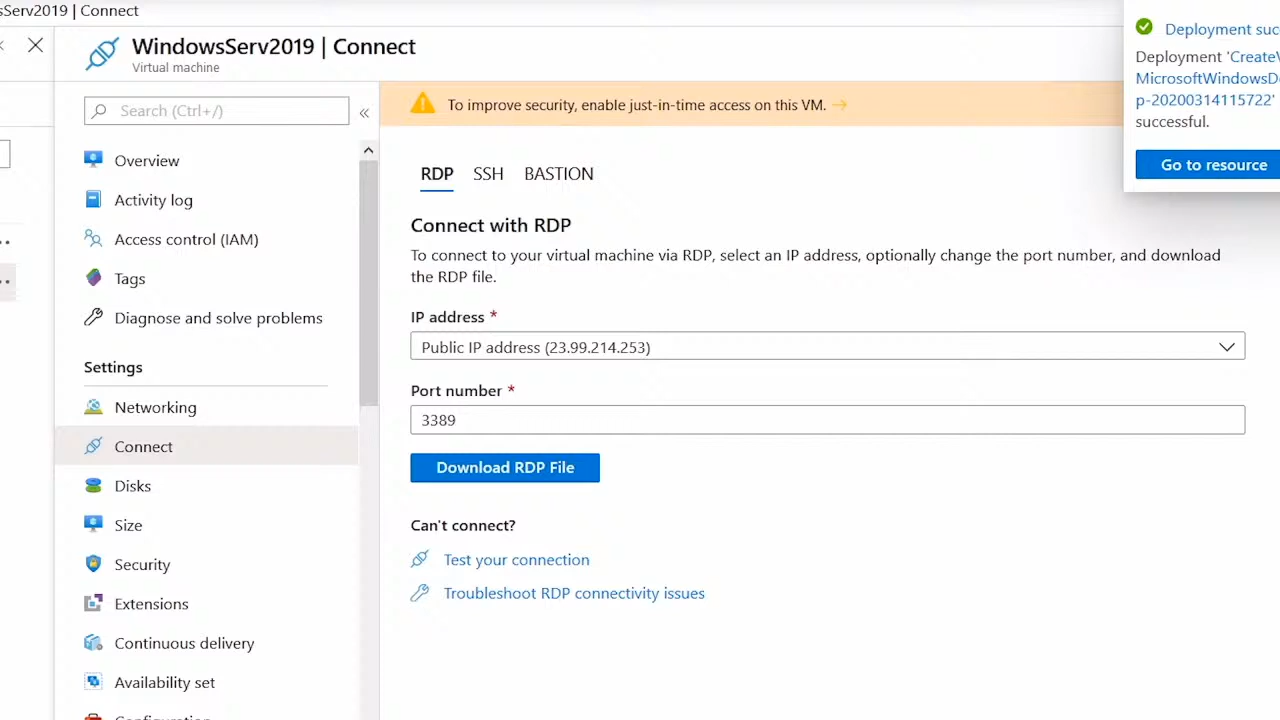 sServ2019 | Connect
WindowsServ2019 | Connect
Virtual machine
Search (Ctrl+/)
«
Overview
Activity log
Access control (IAM)
Tags
Diagnose and solve problems
Settings
Networking
Connect
Disks
Size
Security
Extensions
Continuous delivery
Availability set
Configuration
To improve security, enable just-in-time access on this VM. →
RDP SSH BASTION
Connect with RDP
To connect to your virtual machine via RDP, select an IP address, optionally change the port number, and download
the RDP file.
IP address *
Public IP address (23.99.214.253)
Port number *
3389
Download RDP File
Can't connect?
Test your connection
Troubleshoot RDP connectivity issues
Deployment suc
Deployment 'CreateV
MicrosoftWindowsD
p-20200314115722'
successful.
Go to resource